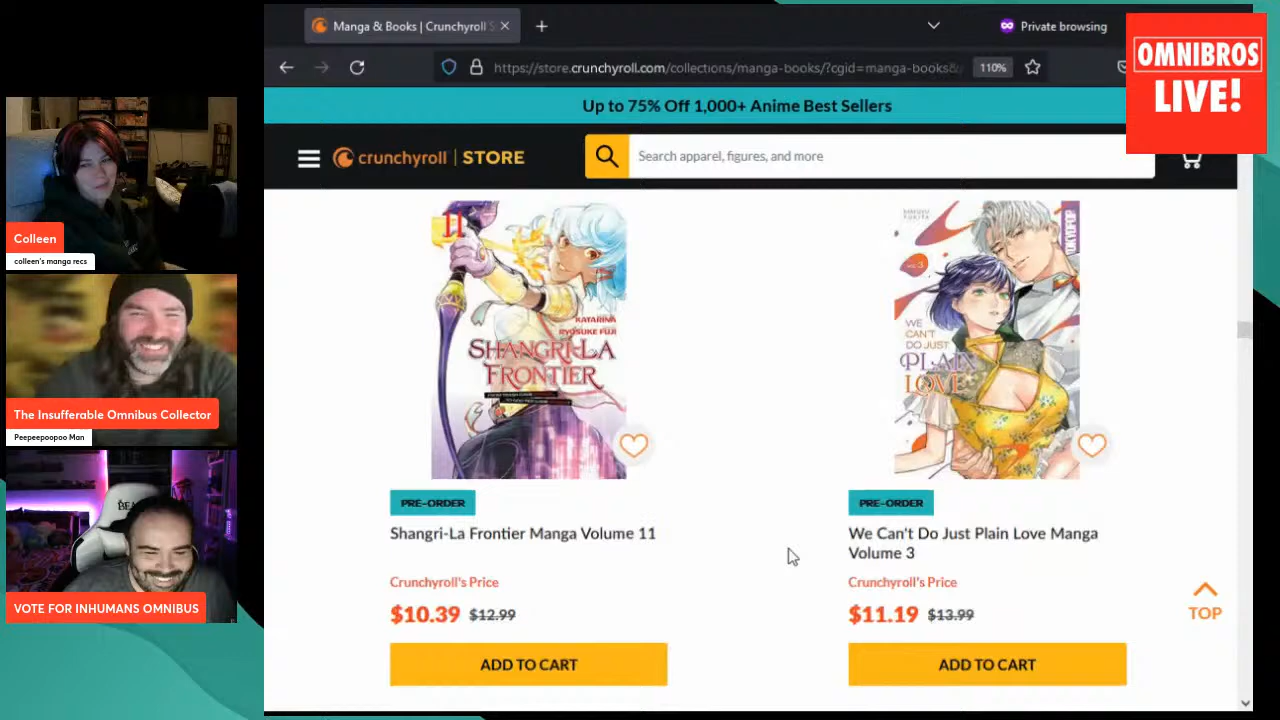 Manga & Books | Crunchyroll S
Private browsing
https://store.crunchyroll.com/collections/manga-books/?cgid=manga-books&
110%
OMNIBROS
LIVE!
Up to 75% Off 1,000+ Anime Best Sellers
crunchyroll | STORE
Search apparel, figures, and more
Colleen
colleen's manga recs
The Insufferable Omnibus Collector
Peepeepoopoo Man
VOTE FOR INHUMANS OMNIBUS
11
KATARINA
RYOSUKE FUJI
SHANGRI-LA
FRONTIER
PRE-ORDER
Shangri-La Frontier Manga Volume 11
Crunchyroll's Price
$10.39 $12.99
ADD TO CART
TOKYOPOP
VOL. 3
WE
CAN'T
DO JUST
PLAIN
LOVE
PRE-ORDER
We Can't Do Just Plain Love Manga
Volume 3
Crunchyroll's Price
$11.19 $13.99
ADD TO CART
TOP